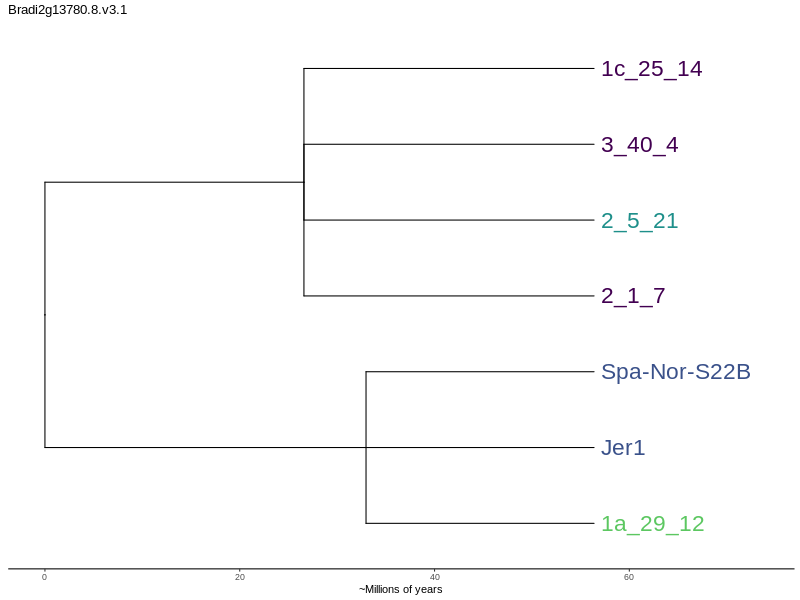 Bradi2g13780.8.v3.1
1c_25_14
3_40_4
2_5_21
2_1_7
Spa-Nor-S22B
Jer1
1a_29_12
0 20 40 60
~Millions of years